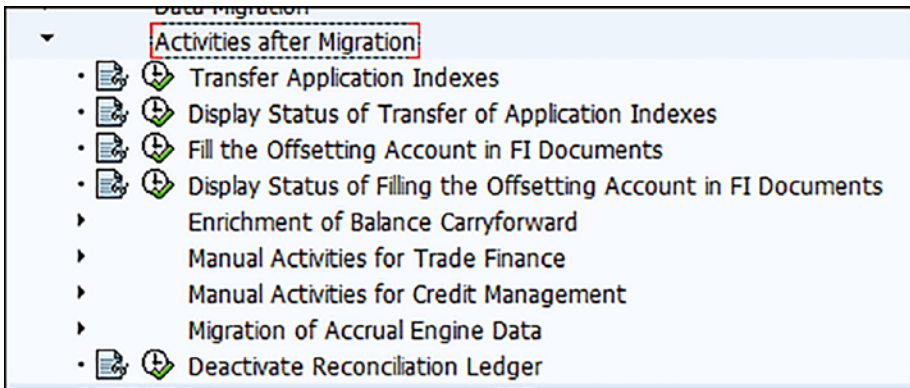 Data Migration
Activities after Migration
Transfer Application Indexes
Display Status of Transfer of Application Indexes
Fill the Offsetting Account in FI Documents
Display Status of Filling the Offsetting Account in FI Documents
Enrichment of Balance Carryforward
Manual Activities for Trade Finance
Manual Activities for Credit Management
Migration of Accrual Engine Data
Deactivate Reconciliation Ledger